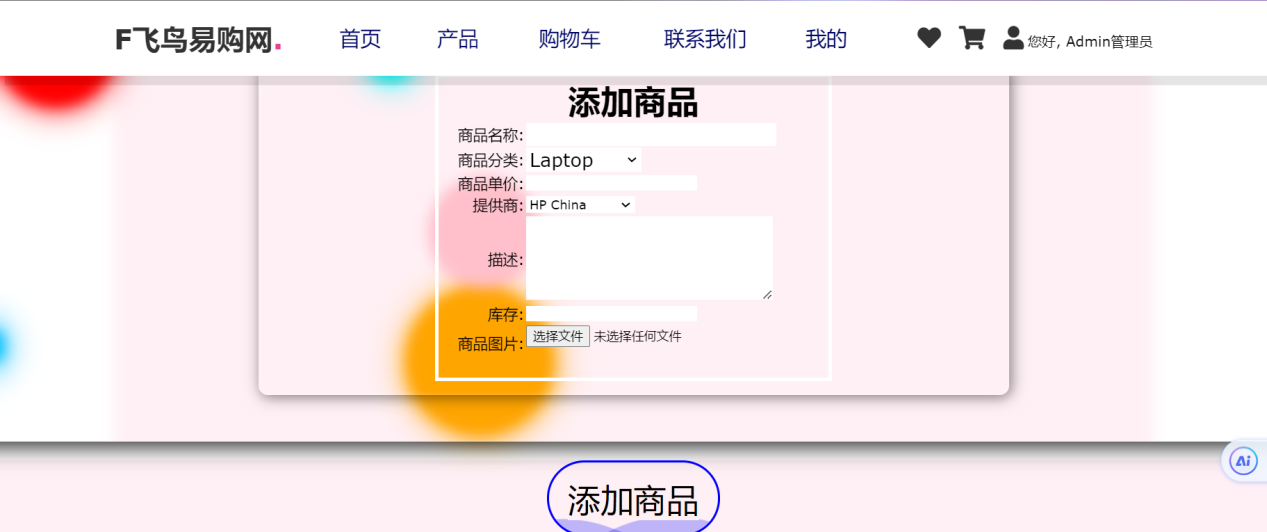 F飞鸟易购网. 首页 产品 购物车 联系我们 我的 您好, Admin管理员
添加商品
商品名称:
商品分类: Laptop
商品单价:
提供商: HP China
描述:
库存:
商品图片: 选择文件 未选择任何文件
Ai
添加商品